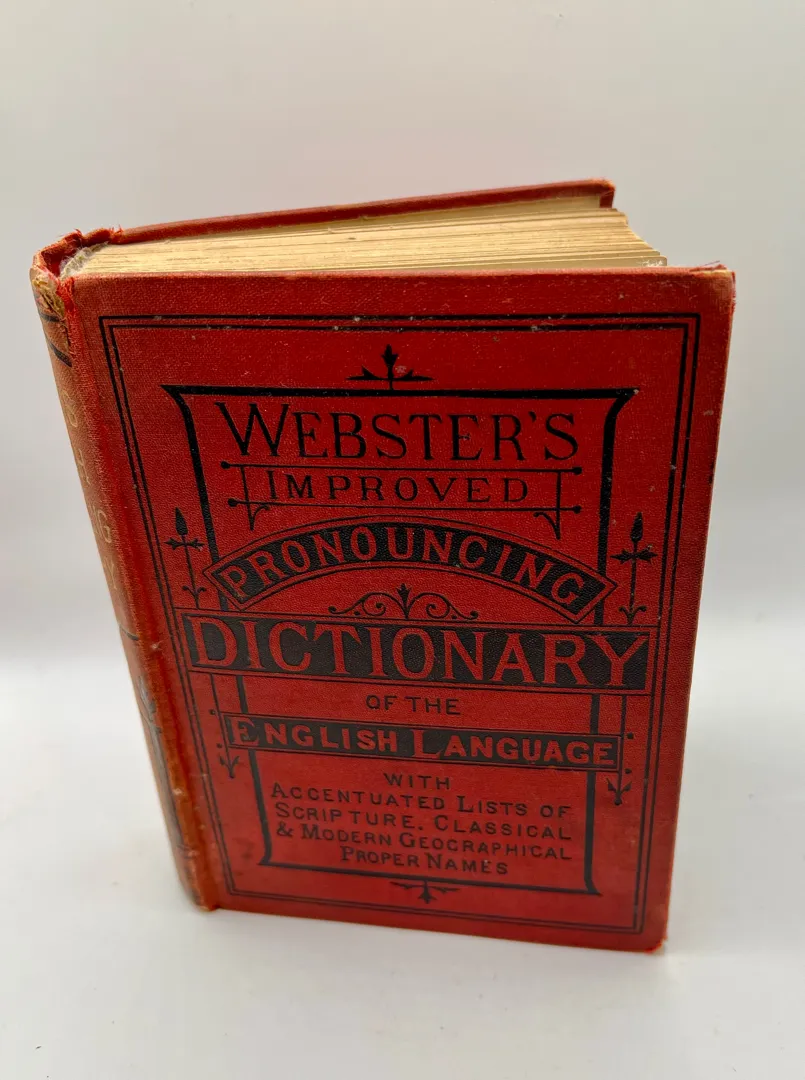 WEBSTER'S
IMPROVED
PRONOUNCING
DICTIONARY
OF THE
ENGLISH LANGUAGE
WITH
ACCENTUATED LISTS OF
SCRIPTURE, CLASSICAL
& MODERN GEOGRAPHICAL
PROPER NAMES